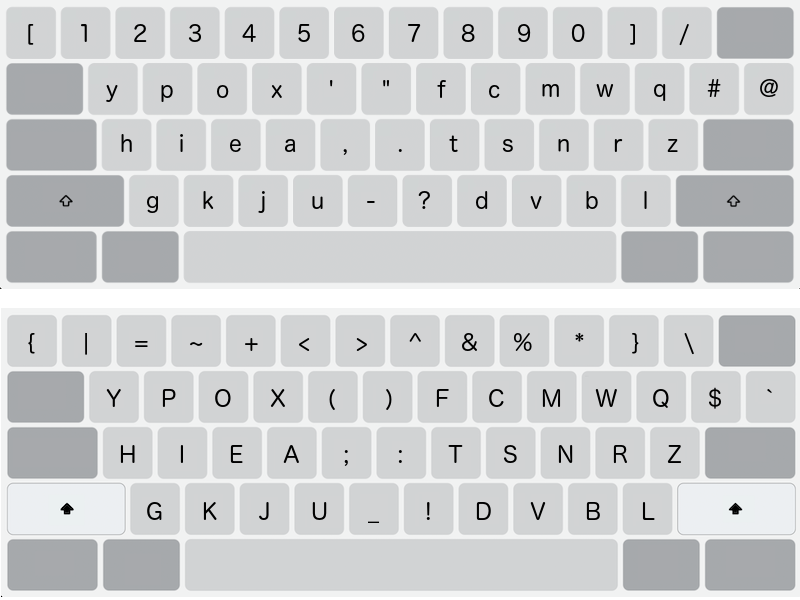 [ 1 2 3 4 5 6 7 8 9 0 ] /
y p o x ' " f c m w q # @
h i e a , . t s n r z
⇧ g k j u - ? d v b l ⇧
{ | = ~ + < > ^ & % * } \
Y P O X ( ) F C M W Q $ `
H I E A ; : T S N R Z
⬆ G K J U _ ! D V B L ⬆